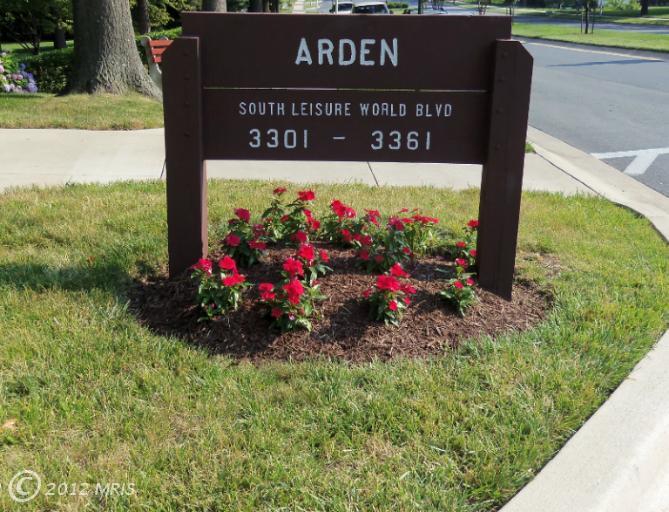 ARDEN
SOUTH LEISURE WORLD BLVD
3301 - 3361
© 2012 MRIS